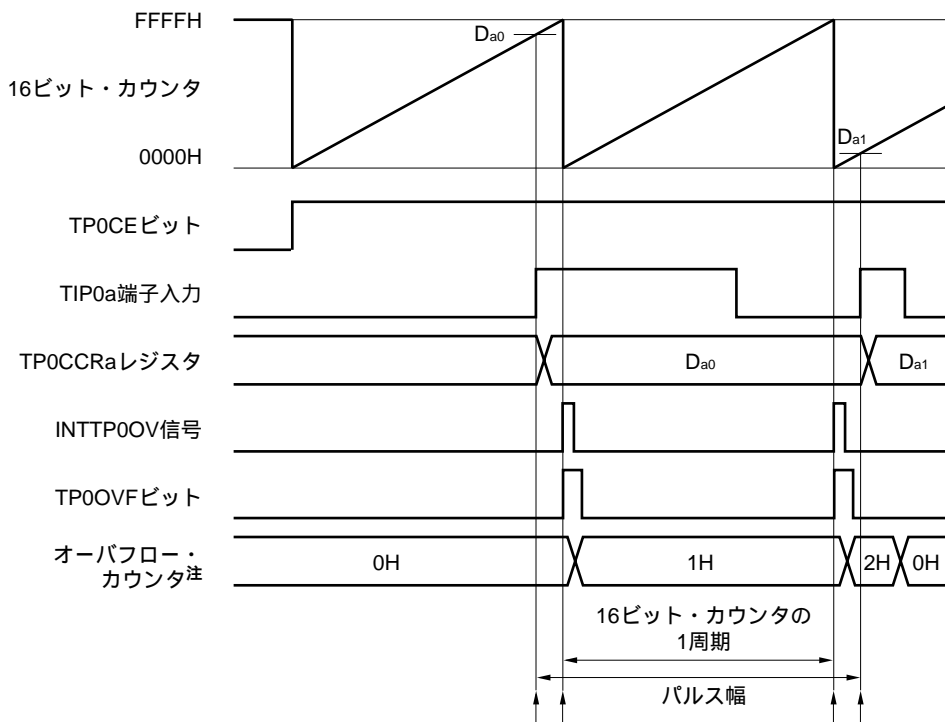 FFFFH
Da0
16ビット・カウンタ
Da1
0000H
TP0CEビット
TIP0a端子入力
TP0CCRaレジスタ
Da0
Da1
INTTP0OV信号
TP0OVFビット
オーバフロー・
カウンタ注
0H
1H
2H
0H
16ビット・カウンタの
1周期
パルス幅